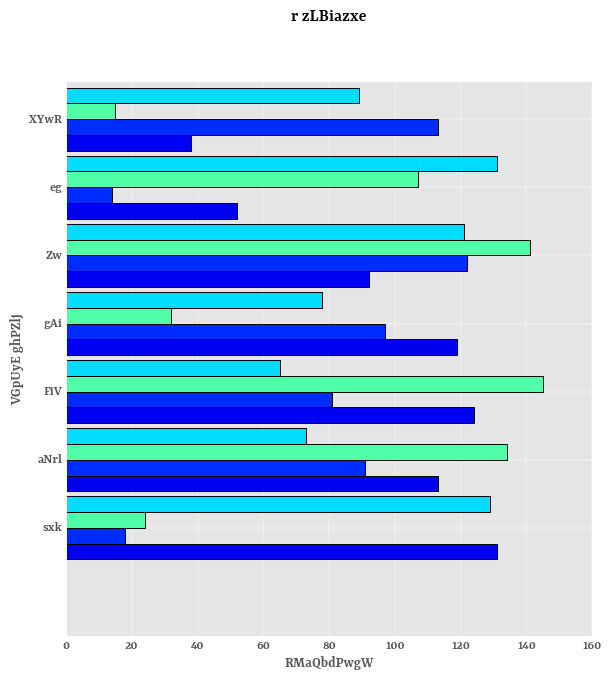 r zLBiazxe
XYwR
eg
Zw
gAi
FlV
aNrl
sxk
VGpUyE ghPZlJ
0 20 40 60 80 100 120 140 160
RMaQbdPwgW